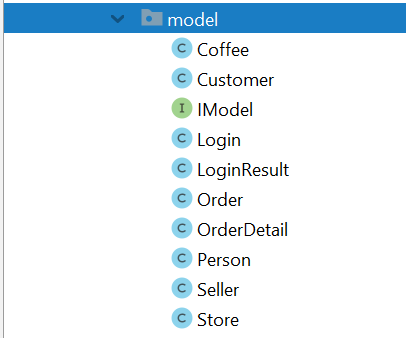 model
C Coffee
C Customer
I IModel
C Login
C LoginResult
C Order
C OrderDetail
C Person
C Seller
C Store